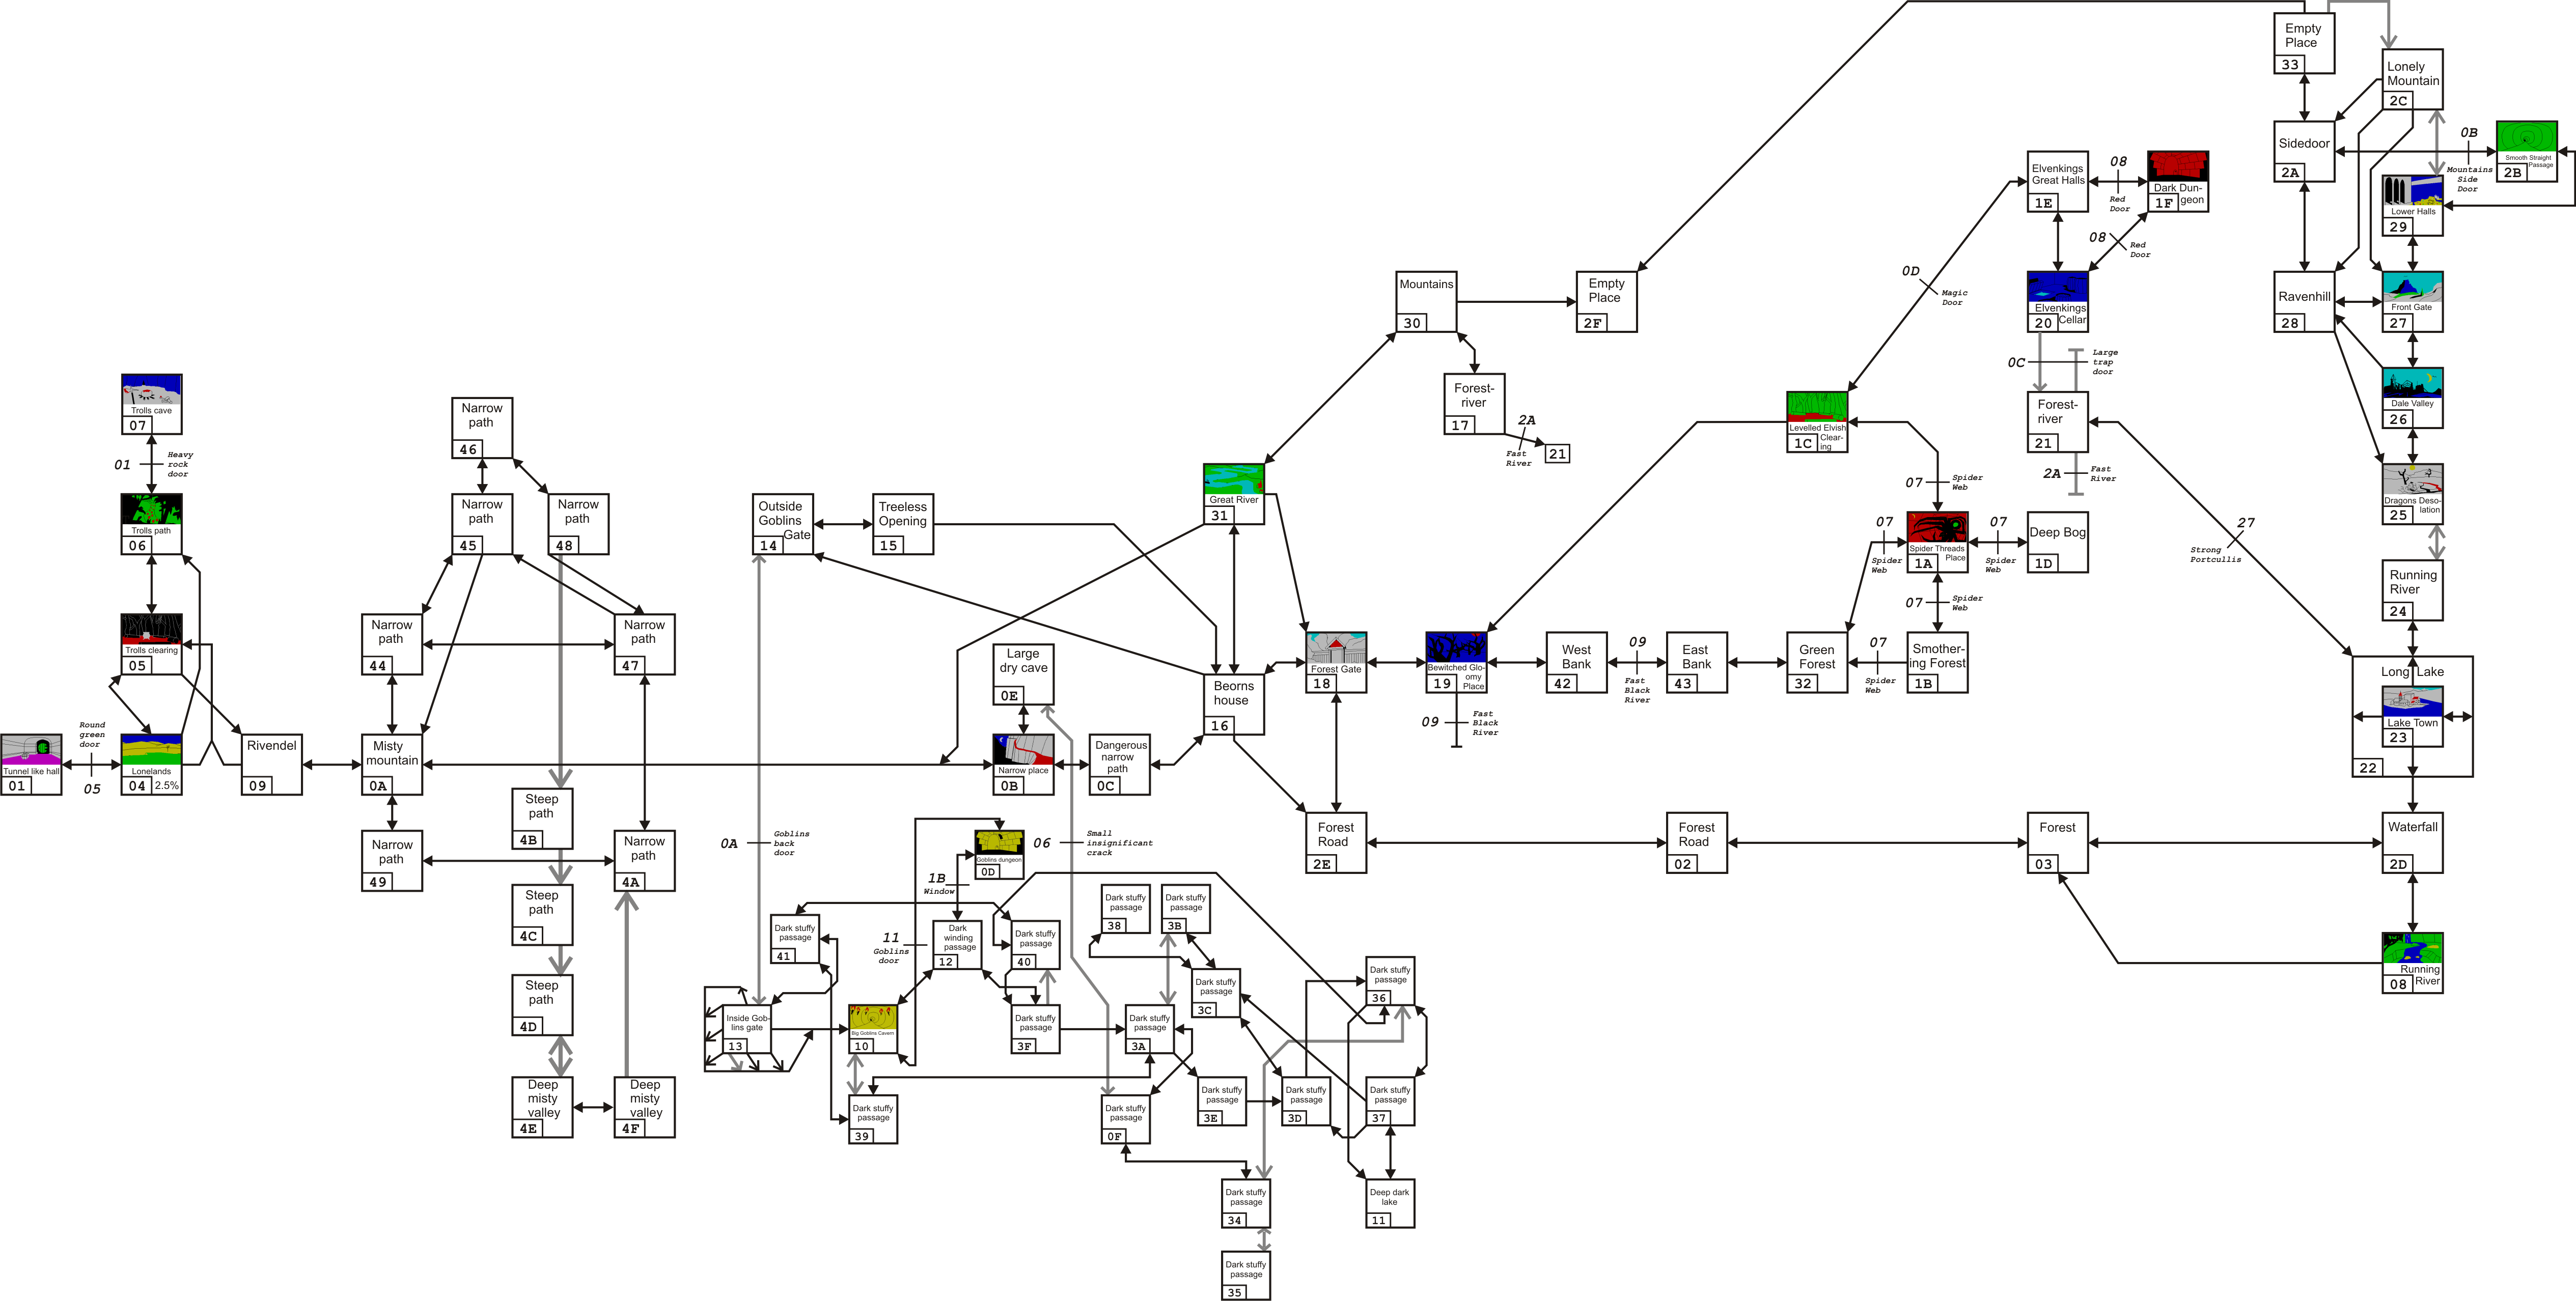 Empty
Place
33
Lonely
Mountain
2C
Sidedoor
2A
0B
Mountains
Side
Door
Smooth Straight
Passage
2B
Elvenkings
Great Halls
1E
08
Red
Door
Dark Dun-
geon
1F
08
Red
Door
Lower Halls
29
0D
Magic
Door
Mountains
30
Empty
Place
2F
Elvenkings
Cellar
20
Ravenhill
28
Front Gate
27
0C
Large
trap
door
Forest-
river
17
2A
Fast
River
21
Levelled Elvish
Clear-
ing
1C
Forest-
river
21
2A
Fast
River
Dale Valley
26
Trolls cave
07
01
Heavy
rock
door
Narrow
path
46
Great River
31
07
Spider
Web
Dragons Deso-
lation
25
Trolls path
06
Narrow
path
45
Narrow
path
48
Outside
Goblins
Gate
14
Treeless
Opening
15
07
Spider
Web
Spider Threads
Place
1A
07
Spider
Web
Deep Bog
1D
27
Strong
Portcullis
Running
River
24
Trolls clearing
05
Narrow
path
44
Narrow
path
47
07
Spider
Web
Large
dry cave
0E
Beorns
house
16
Forest Gate
18
Bewitched Glo-
omy
Place
19
West
Bank
42
09
Fast
Black
River
East
Bank
43
Green
Forest
32
07
Spider
Web
Smother-
ing Forest
1B
Long Lake
Lake Town
23
22
09
Fast
Black
River
Tunnel like hall
01
Round
green
door
05
Lonelands
04
2.5%
Rivendel
09
Misty
mountain
0A
Narrow place
0B
Dangerous
narrow
path
0C
Steep
path
4B
Narrow
path
49
Narrow
path
4A
0A
Goblins
back
door
Goblins dungeon
0D
06
Small
insignificant
crack
Forest
Road
2E
Forest
Road
02
Forest
03
Waterfall
2D
1B
Window
Steep
path
4C
Dark stuffy
passage
41
11
Goblins
door
Dark
winding
passage
12
Dark stuffy
passage
40
Dark stuffy
passage
38
Dark stuffy
passage
3B
Running
River
08
Steep
path
4D
Dark stuffy
passage
3C
Dark stuffy
passage
36
Inside Gob-
lins gate
13
Big Goblins Cavern
10
Dark stuffy
passage
3F
Dark stuffy
passage
3A
Deep
misty
valley
4E
Deep
misty
valley
4F
Dark stuffy
passage
39
Dark stuffy
passage
0F
Dark stuffy
passage
3E
Dark stuffy
passage
3D
Dark stuffy
passage
37
Dark stuffy
passage
34
Deep dark
lake
11
Dark stuffy
passage
35